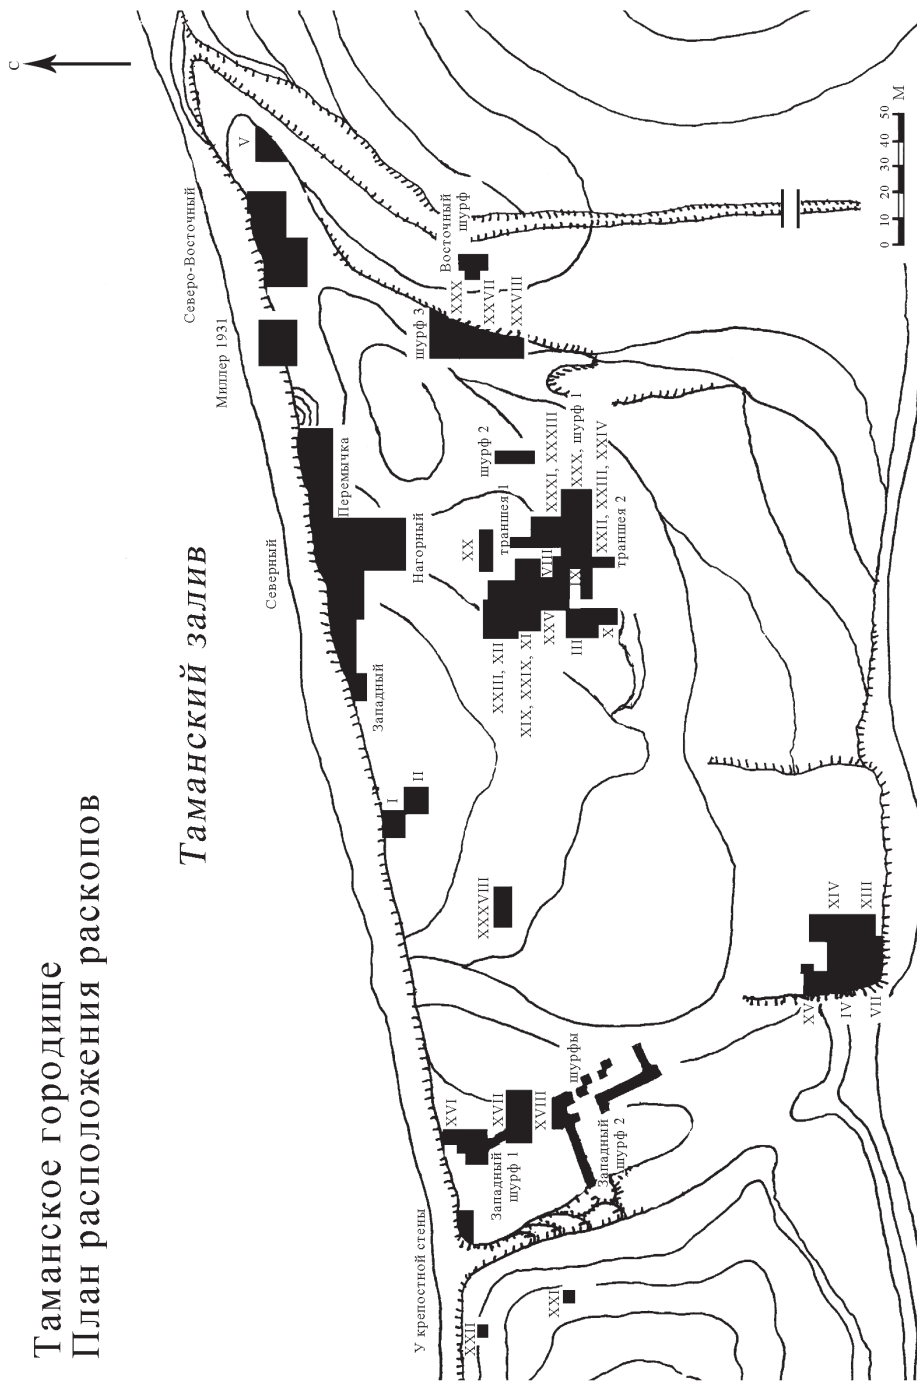 Таманское городище
План расположения раскопов
Таманский залив
С
Северо-Восточный
V
Миллер 1931
Перемычка
Северный
Нагорный
Западный
I
II
Восточный
шурф
шурф 3
XXX
XXVII
XXVIII
шурф 2
XX
траншея 1
XXXI, XXXIII
XXX, шурф 1
XXII, XXIII, XXIV
траншея 2
VIII
IX
XXIII, XII
XIX, XXIX, XI
XXV
III
X
XXXVIII
XIV
XIII
XV
IV
VII
XVI
XVII
XVIII
шурфы
Западный
шурф 1
Западный
шурф 2
У крепостной стены
XXII
XXI
0 10 20 30 40 50 М